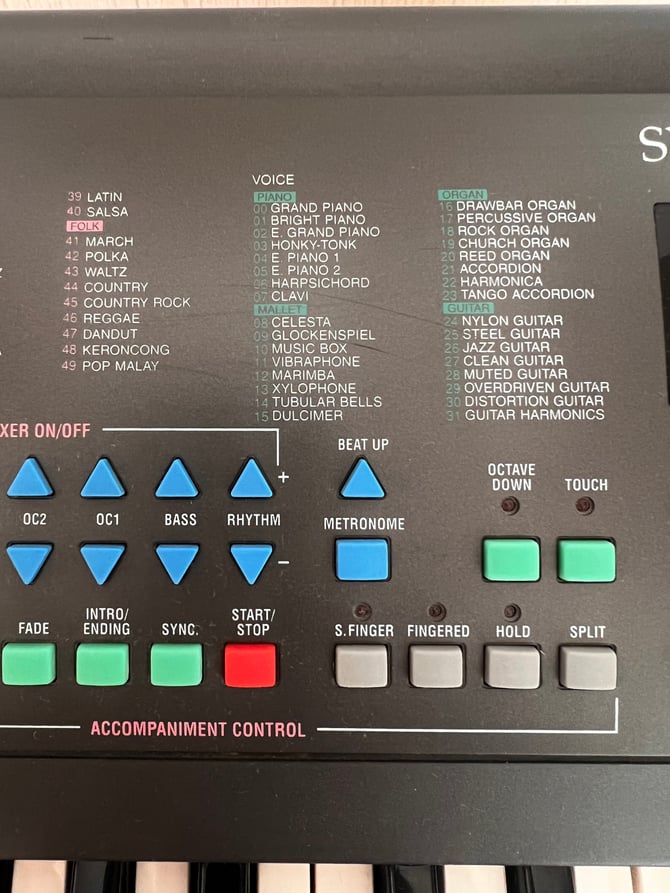 39 LATIN
40 SALSA
FOLK
41 MARCH
42 POLKA
43 WALTZ
44 COUNTRY
45 COUNTRY ROCK
46 REGGAE
47 DANDUT
48 KERONCONG
49 POP MALAY
VOICE
PIANO
00 GRAND PIANO
01 BRIGHT PIANO
02 E. GRAND PIANO
03 HONKY-TONK
04 E. PIANO 1
05 E. PIANO 2
06 HARPSICHORD
07 CLAVI
MALLET
08 CELESTA
09 GLOCKENSPIEL
10 MUSIC BOX
11 VIBRAPHONE
12 MARIMBA
13 XYLOPHONE
14 TUBULAR BELLS
15 DULCIMER
ORGAN
16 DRAWBAR ORGAN
17 PERCUSSIVE ORGAN
18 ROCK ORGAN
19 CHURCH ORGAN
20 REED ORGAN
21 ACCORDION
22 HARMONICA
23 TANGO ACCORDION
GUITAR
24 NYLON GUITAR
25 STEEL GUITAR
26 JAZZ GUITAR
27 CLEAN GUITAR
28 MUTED GUITAR
29 OVERDRIVEN GUITAR
30 DISTORTION GUITAR
31 GUITAR HARMONICS
XER ON/OFF
+
OC2 OC1 BASS RHYTHM
−
BEAT UP
METRONOME
OCTAVE
DOWN
TOUCH
FADE
INTRO/
ENDING
SYNC.
START/
STOP
S.FINGER FINGERED HOLD SPLIT
ACCOMPANIMENT CONTROL